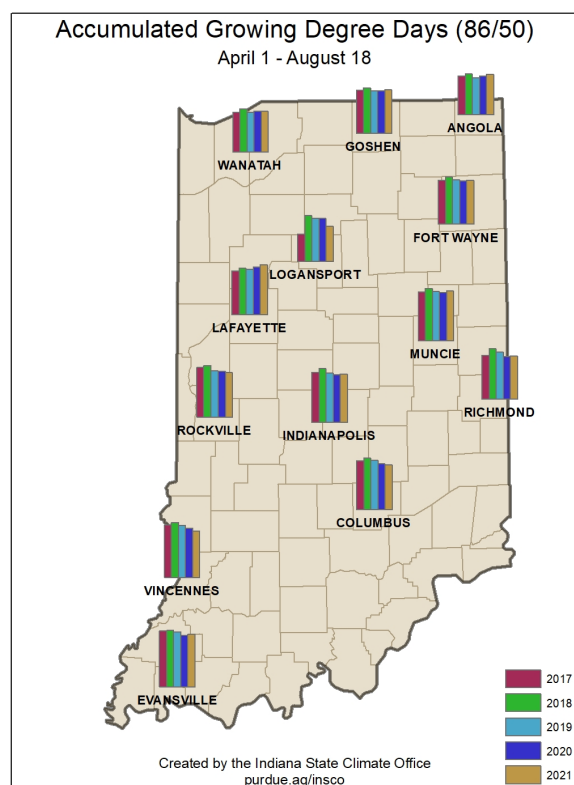 Accumulated Growing Degree Days (86/50)
April 1 - August 18
ANGOLA
GOSHEN
WANATAH
FORT WAYNE
LOGANSPORT
LAFAYETTE
MUNCIE
RICHMOND
ROCKVILLE
INDIANAPOLIS
COLUMBUS
VINCENNES
EVANSVILLE
2017
2018
2019
2020
2021
Created by the Indiana State Climate Office
purdue.ag/insco